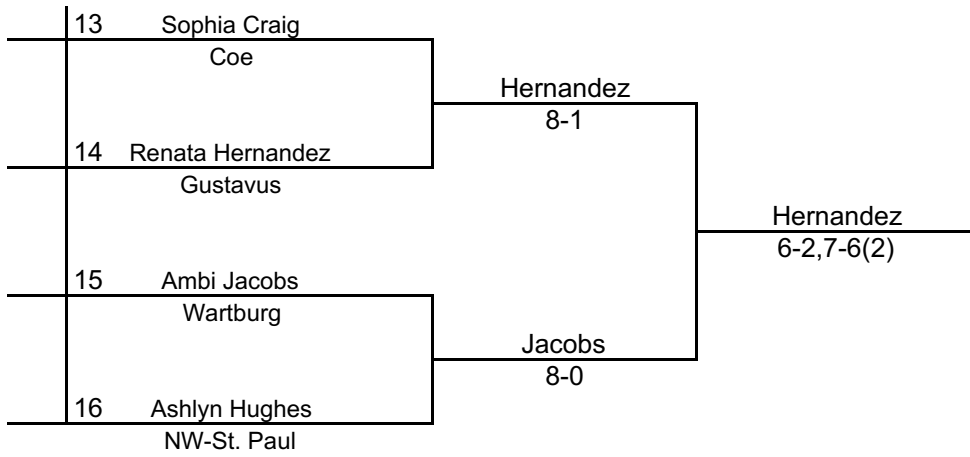 13 Sophia Craig
Coe
Hernandez
8-1
14 Renata Hernandez
Gustavus
Hernandez
6-2,7-6(2)
15 Ambi Jacobs
Wartburg
Jacobs
8-0
16 Ashlyn Hughes
NW-St. Paul